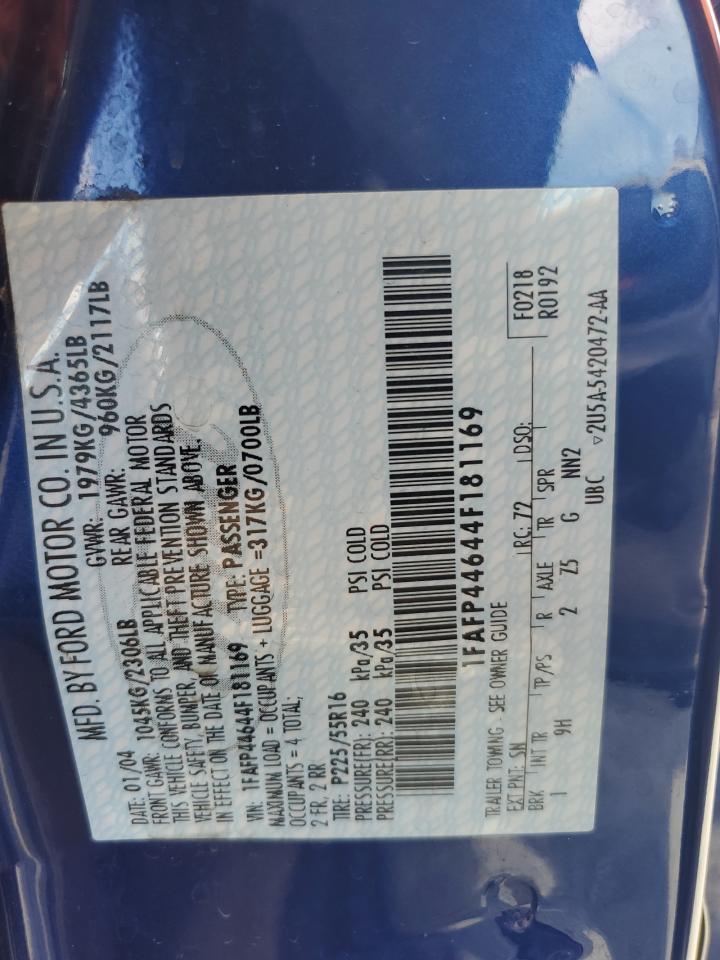 MFD. BY FORD MOTOR CO. IN U.S.A.
DATE: 01/04 GVWR: 1979KG/4365LB
FRONT GAWR: 1045KG/2306LB REAR GAWR: 960KG/2117LB
THIS VEHICLE CONFORMS TO ALL APPLICABLE FEDERAL MOTOR
VEHICLE SAFETY, BUMPER, AND THEFT PREVENTION STANDARDS
IN EFFECT ON THE DATE OF MANUFACTURE SHOWN ABOVE.
VIN: 1FAFP44644F181169 TYPE: PASSENGER
MAXIMUM LOAD = OCCUPANTS + LUGGAGE =317KG/0700LB
OCCUPANTS = 4 TOTAL;
2 FR, 2 RR
TIRE: P225/55R16
PRESSURE(FR): 240 kPa/35 PSI COLD
PRESSURE(RR): 240 kPa/35 PSI COLD
1FAFP44644F181169
TRAILER TOWING - SEE OWNER GUIDE
F0218
EXT PNT: SN RC: 72 DSO: R0192
BRK INT TR TP/PS R AXLE TR SPR
1 9H 2 Z5 G NN2
UBC ▿2U5A-5420472-AA